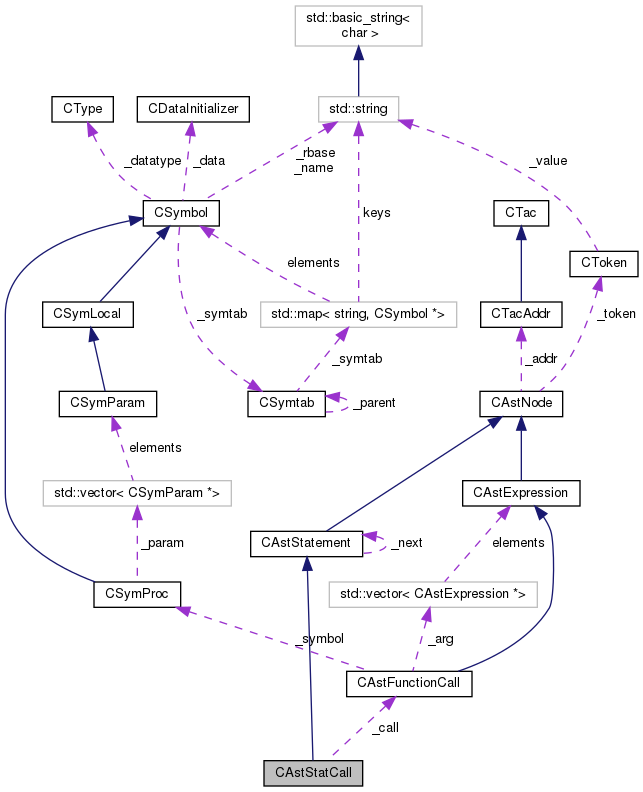 std::basic_string<
char >
CType
CDataInitializer
std::string
_datatype
_data
_rbase
_name
_value
keys
CSymbol
CTac
CToken
elements
CSymLocal
_symtab
std::map< string, CSymbol *>
CTacAddr
_token
_symtab
_addr
CSymParam
CSymtab
_parent
CAstNode
elements
std::vector< CSymParam *>
CAstExpression
_param
CAstStatement
_next
elements
CSymProc
std::vector< CAstExpression *>
_symbol
_arg
CAstFunctionCall
_call
CAstStatCall